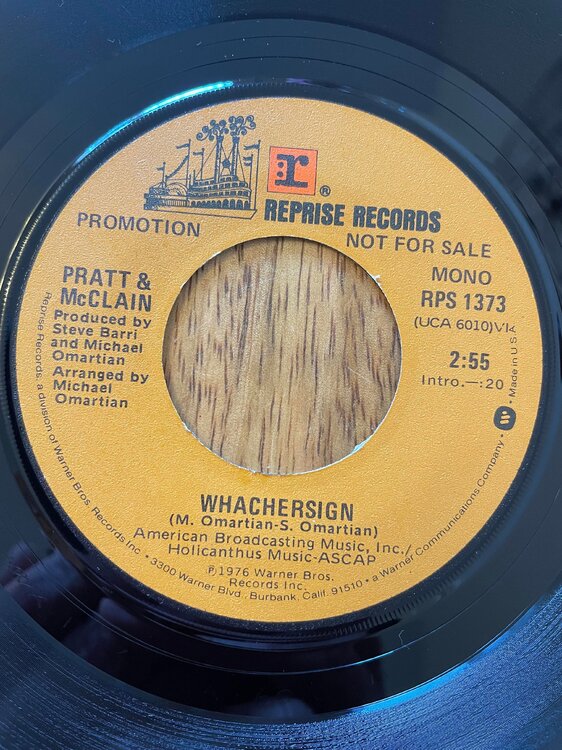 r
®
REPRISE RECORDS
PROMOTION
NOT FOR SALE
PRATT &
McCLAIN
Produced by
Steve Barri
and Michael
Omartian
Arranged by
Michael
Omartian
MONO
RPS 1373
(UCA 6010)
2:55
Intro.—:20
WHACHERSIGN
(M. Omartian-S. Omartian)
American Broadcasting Music, Inc./
Holicanthus Music-ASCAP
℗1976 Warner Bros.
Records Inc.
Reprise Records, a division of Warner Bros. Records Inc. • 3300 Warner Blvd., Burbank, Calif. 91510 • a Warner Communications Company • Made in U.S.